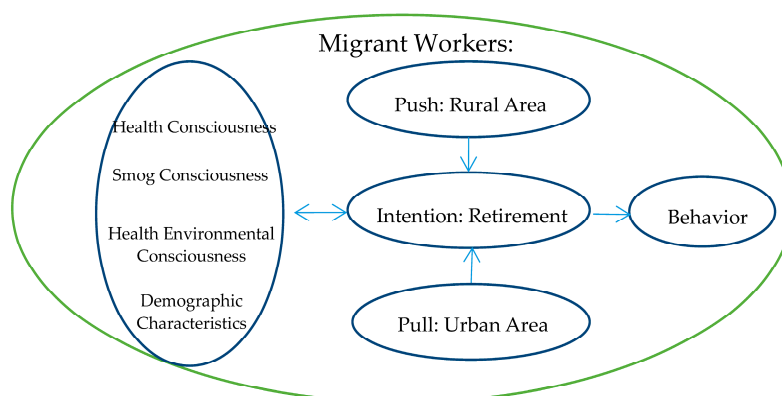 Migrant Workers:
Health Consciousness
Smog Consciousness
Health Environmental
Consciousness
Demographic
Characteristics
Push: Rural Area
Intention: Retirement
Pull: Urban Area
Behavior